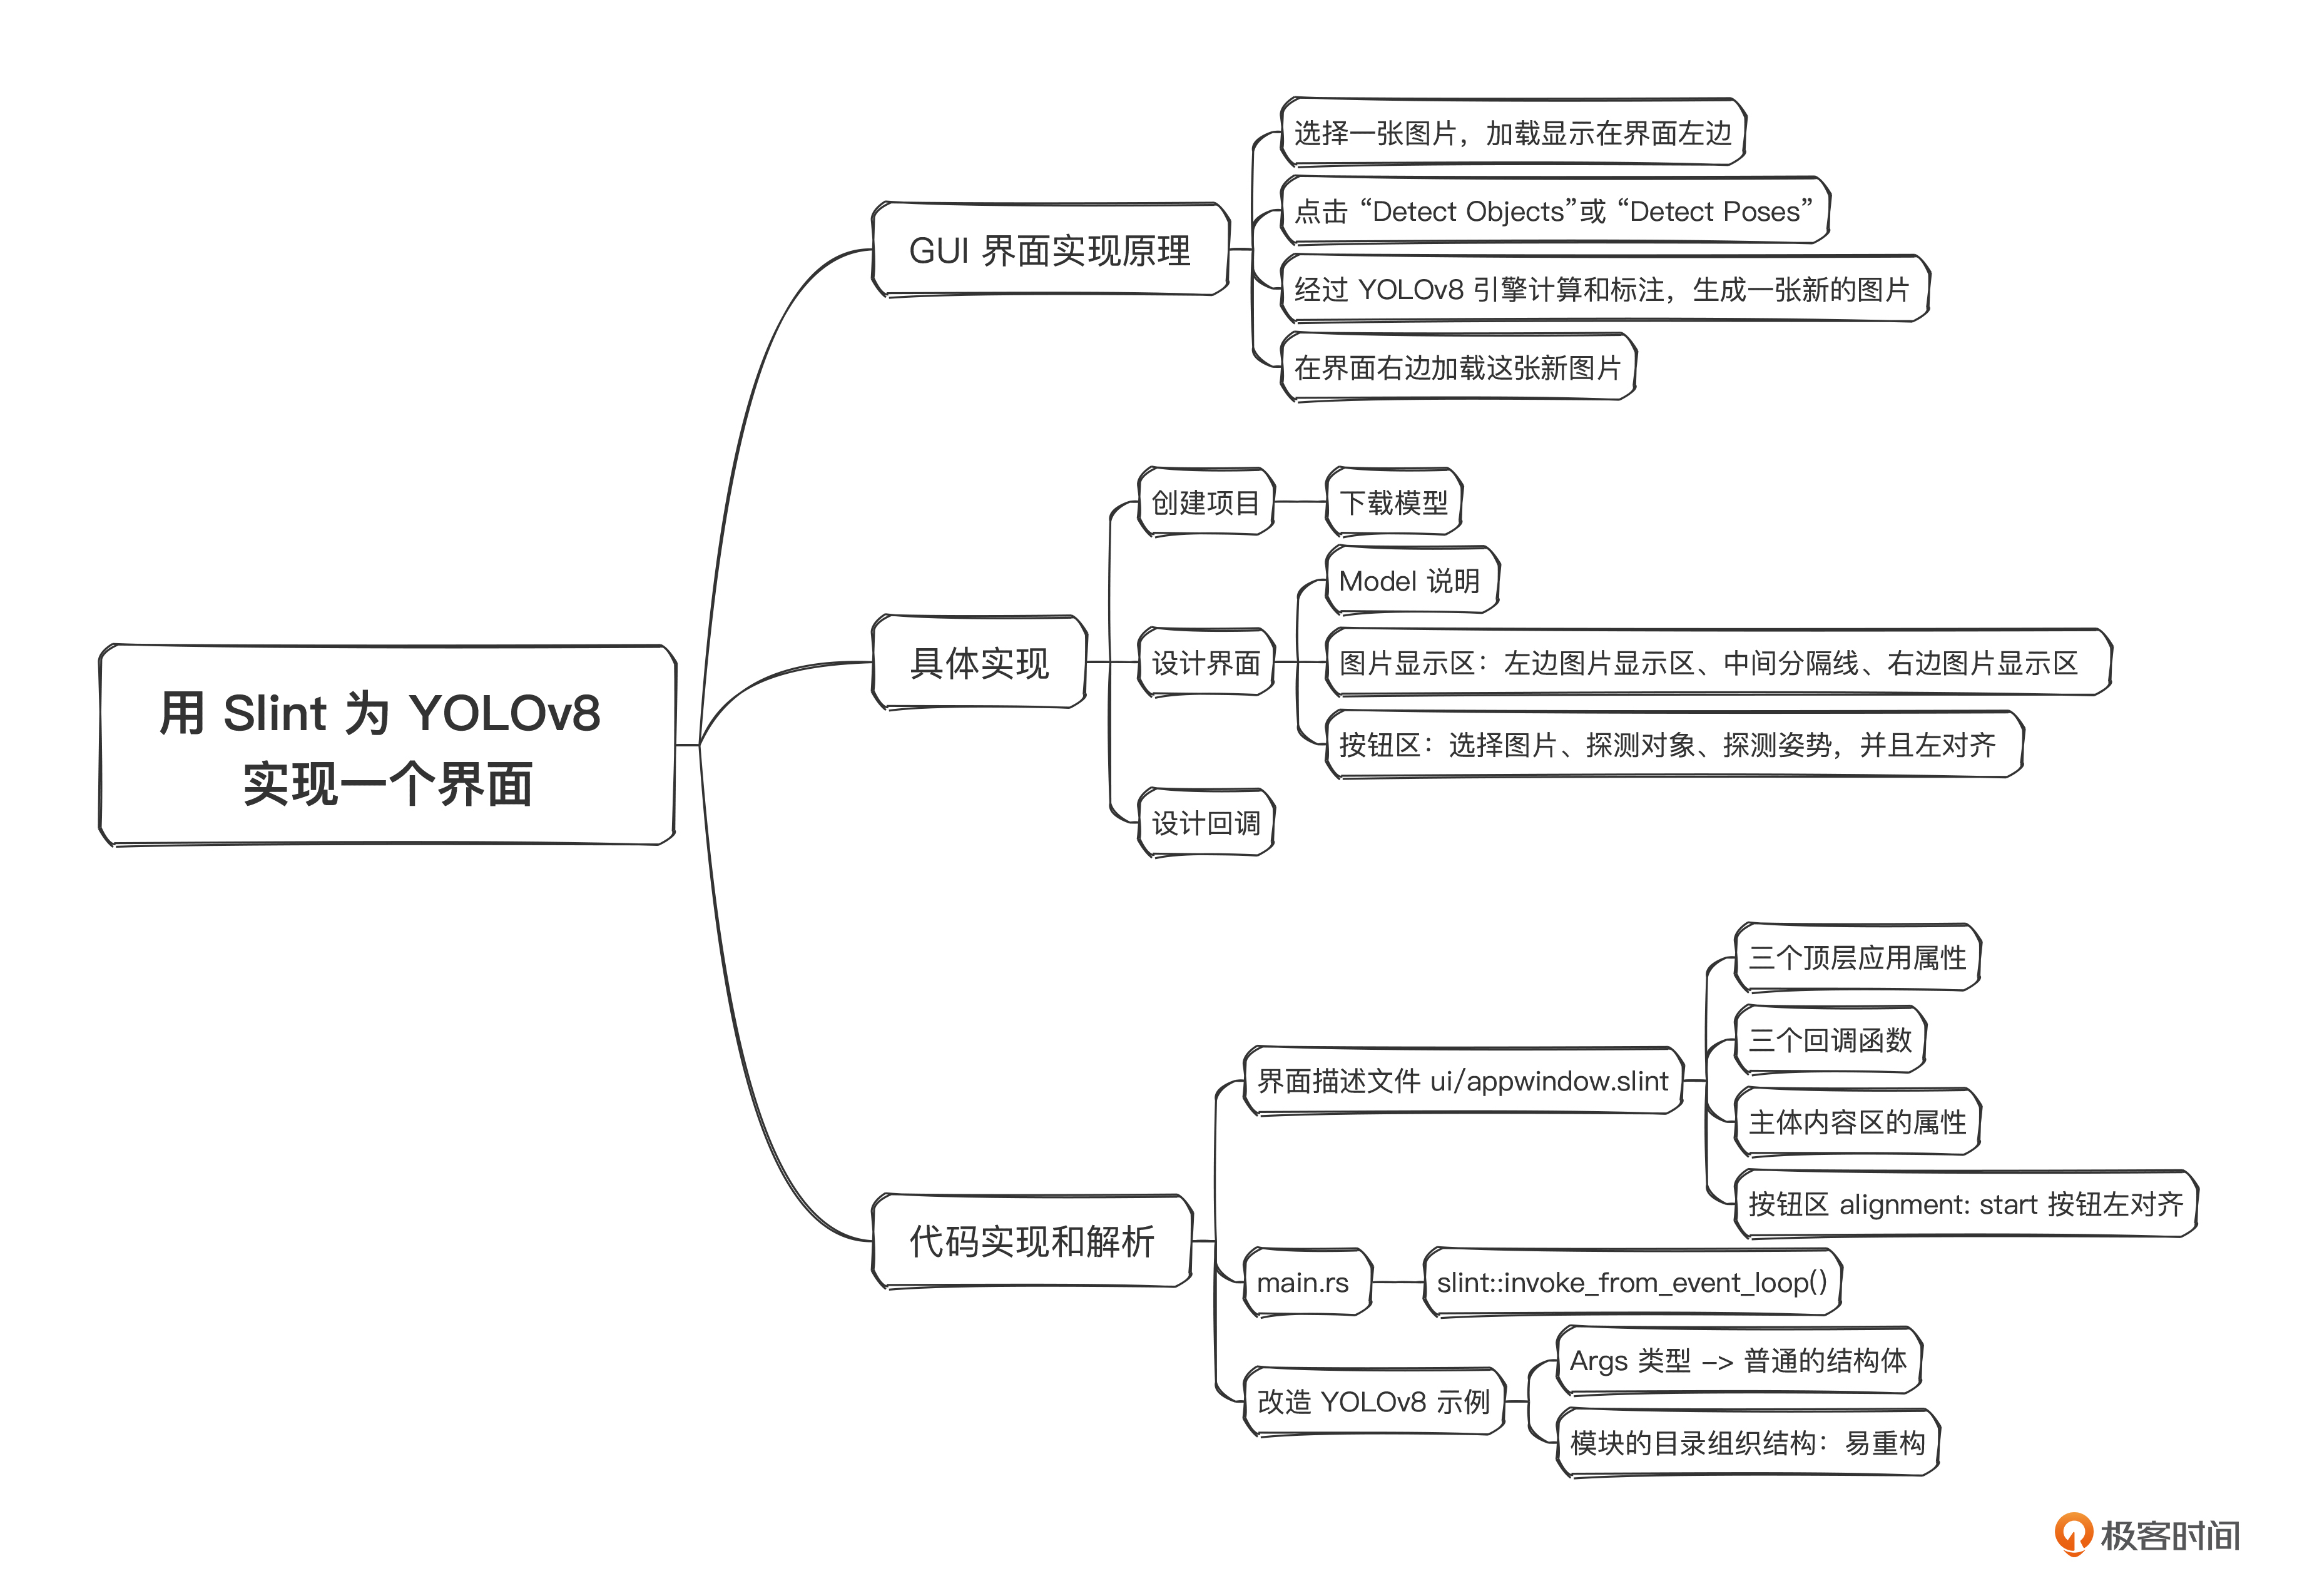 用 Slint 为 YOLOv8
实现一个界面
GUI 界面实现原理
选择一张图片，加载显示在界面左边
点击 “Detect Objects”或 “Detect Poses”
经过 YOLOv8 引擎计算和标注，生成一张新的图片
在界面右边加载这张新图片
具体实现
创建项目
下载模型
设计界面
Model 说明
图片显示区：左边图片显示区、中间分隔线、右边图片显示区
按钮区：选择图片、探测对象、探测姿势，并且左对齐
设计回调
代码实现和解析
界面描述文件 ui/appwindow.slint
三个顶层应用属性
三个回调函数
主体内容区的属性
按钮区 alignment: start 按钮左对齐
main.rs
slint::invoke_from_event_loop()
改造 YOLOv8 示例
Args 类型 -> 普通的结构体
模块的目录组织结构：易重构
极客时间